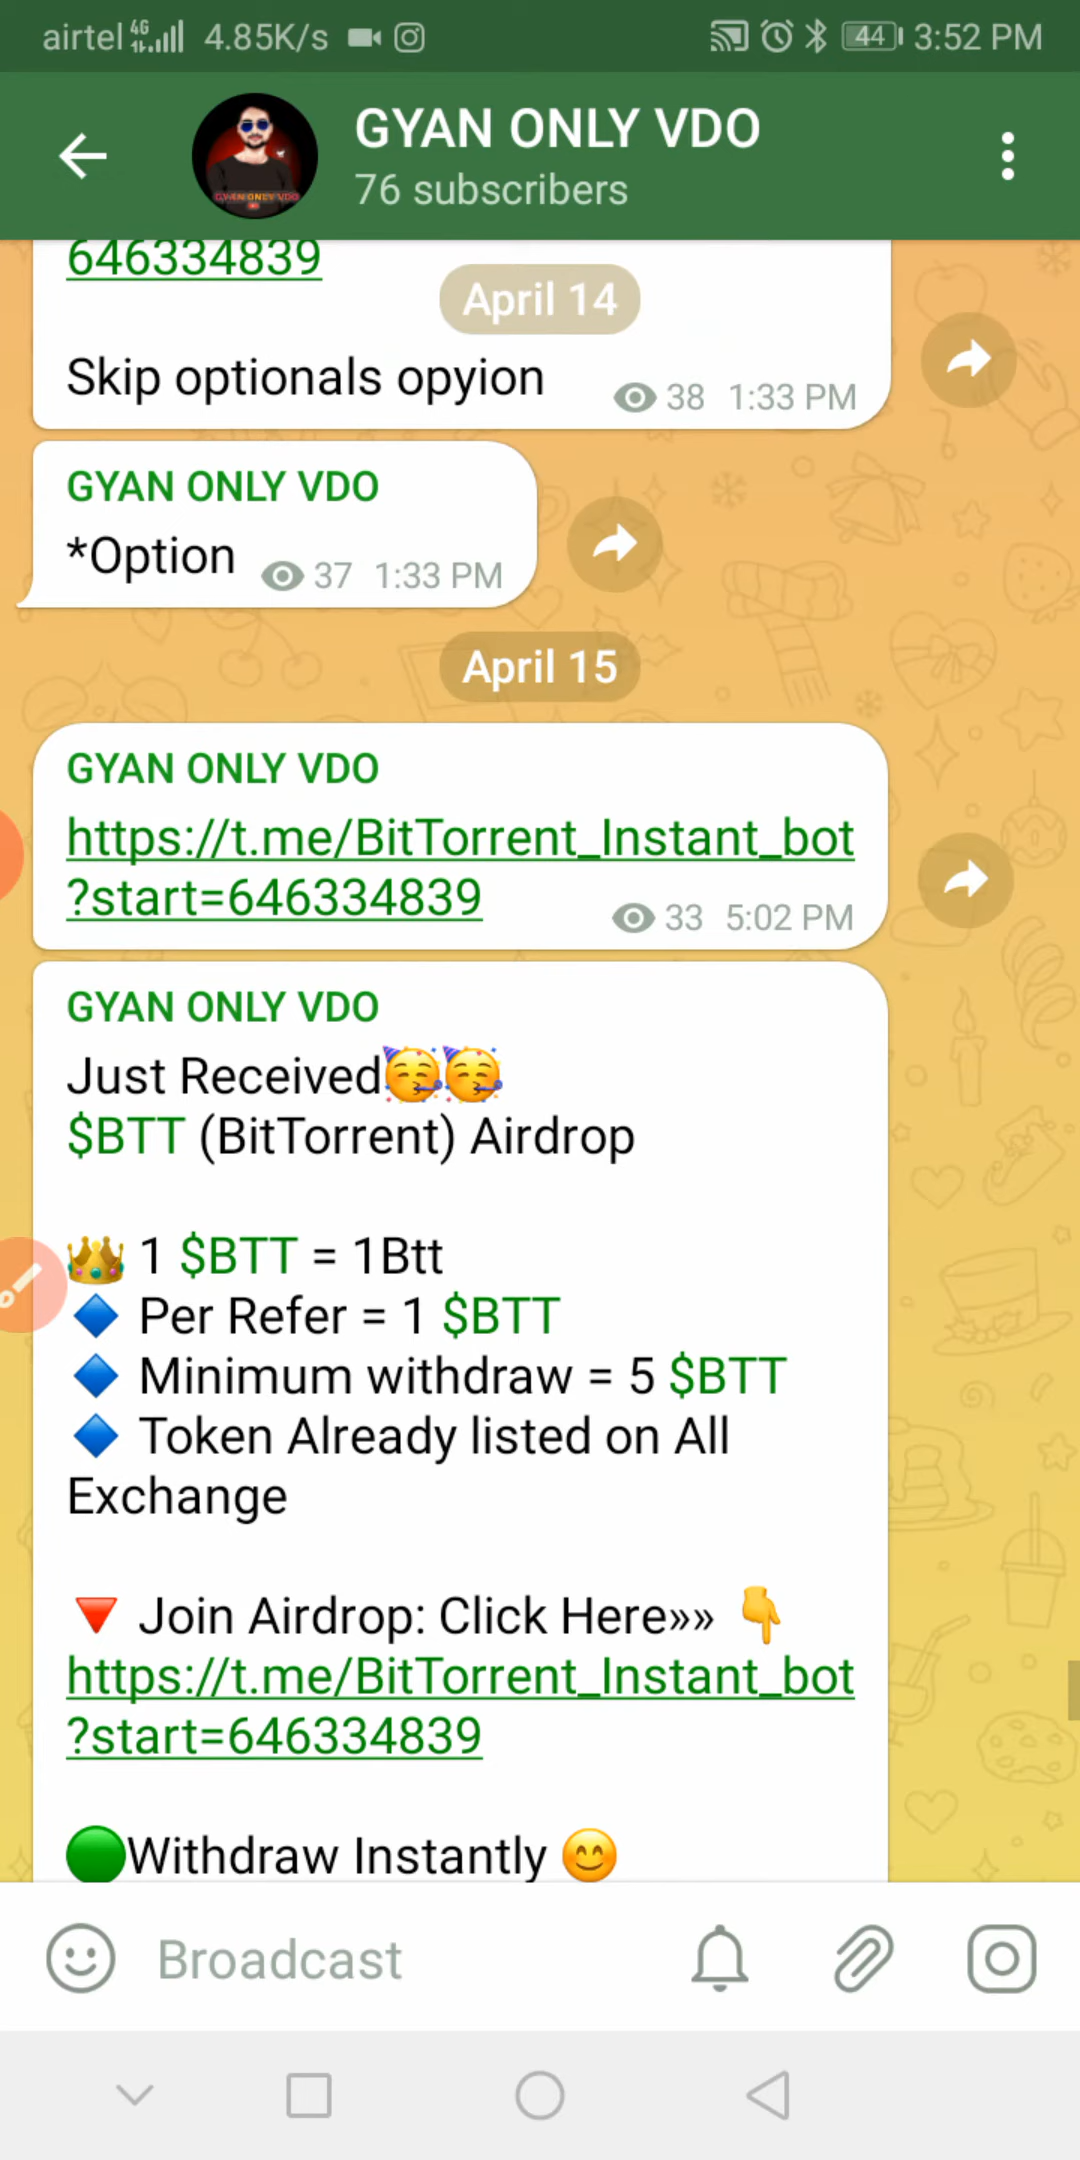 airtel 4G 4.85K/s 44 3:52 PM
GYAN ONLY VDO
76 subscribers
646334839
April 14
Skip optionals opyion 38 1:33 PM
GYAN ONLY VDO
*Option 37 1:33 PM
April 15
GYAN ONLY VDO
https://t.me/BitTorrent_Instant_bot
?start=646334839 33 5:02 PM
GYAN ONLY VDO
Just Received🥳🥳
$BTT (BitTorrent) Airdrop
👑 1 $BTT = 1Btt
🔷 Per Refer = 1 $BTT
🔷 Minimum withdraw = 5 $BTT
🔷 Token Already listed on All
Exchange
🔻 Join Airdrop: Click Here»» 👇
https://t.me/BitTorrent_Instant_bot
?start=646334839
🟢Withdraw Instantly 😊
Broadcast